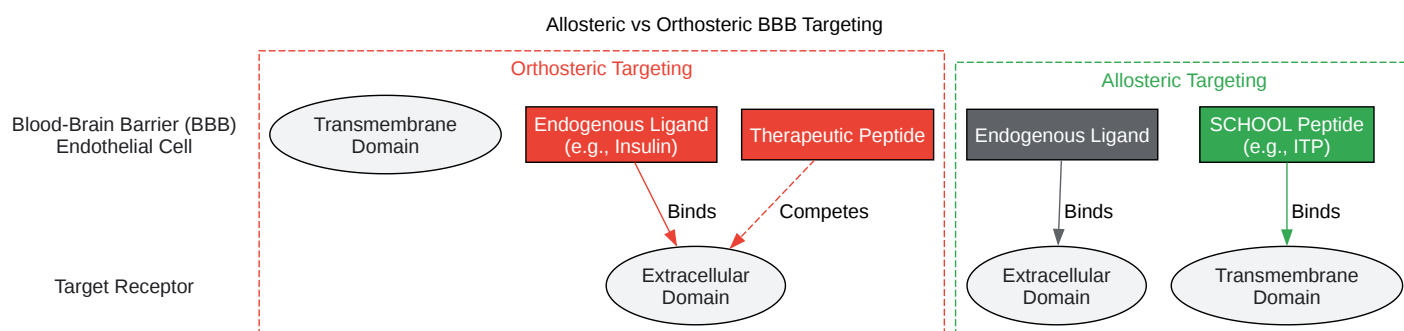 Allosteric vs Orthosteric BBB Targeting
Orthosteric Targeting
Allosteric Targeting
Blood-Brain Barrier (BBB)
Endothelial Cell
Transmembrane
Domain
Endogenous Ligand
(e.g., Insulin)
Therapeutic Peptide
Endogenous Ligand
SCHOOL Peptide
(e.g., ITP)
Binds
Competes
Binds
Binds
Target Receptor
Extracellular
Domain
Extracellular
Domain
Transmembrane
Domain